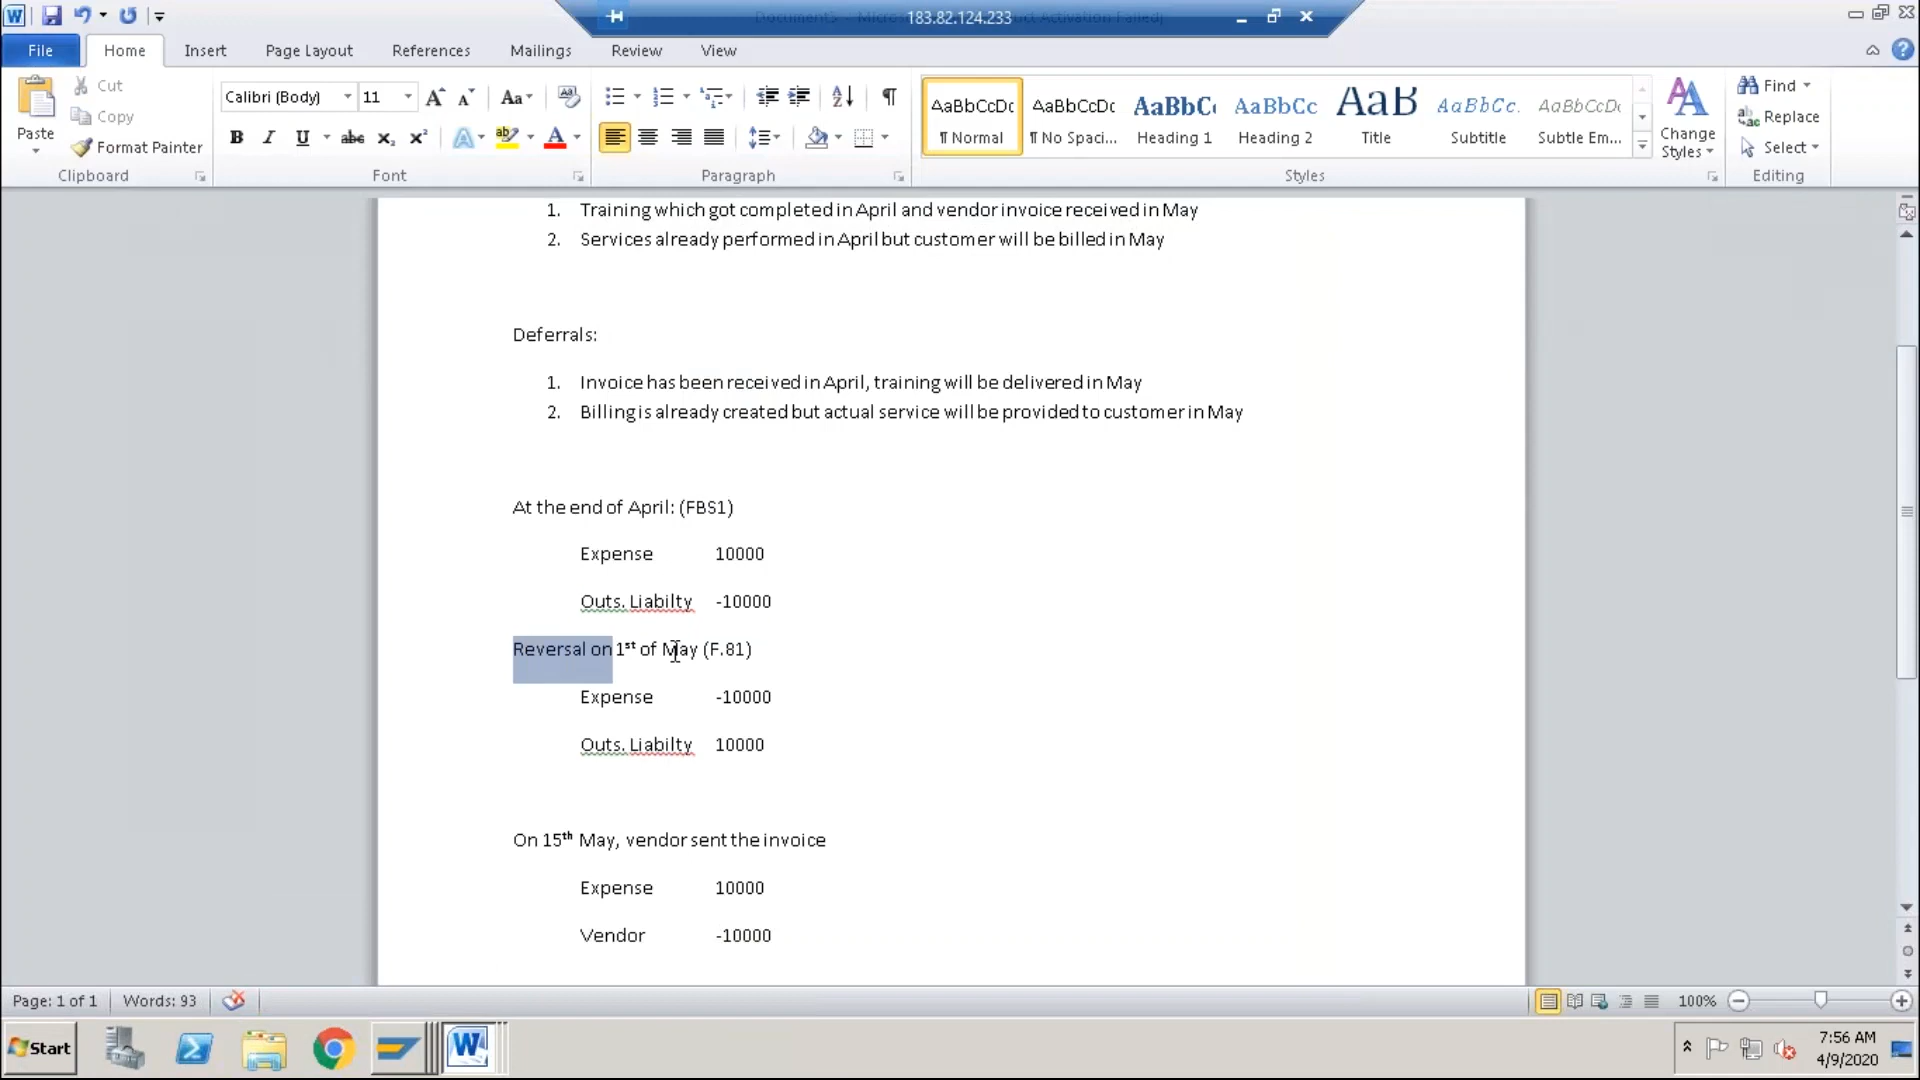 183.82.124.233
File Home Insert Page Layout References Mailings Review View
Paste
Cut
Copy
Format Painter
Clipboard
Calibri (Body) 11
Font
Paragraph
AaBbCcDc AaBbCcDc AaBbC AaBbCc AaB AaBbCc. AaBbCcDc
¶ Normal ¶ No Spaci... Heading 1 Heading 2 Title Subtitle Subtle Em...
Change
Styles
Styles
Find
Replace
Select
Editing
1. Training which got completed in April and vendor invoice received in May
2. Services already performed in April but customer will be billed in May
Deferrals:
1. Invoice has been received in April, training will be delivered in May
2. Billing is already created but actual service will be provided to customer in May
At the end of April: (FBS1)
Expense 10000
Outs. Liabilty -10000
Reversal on 1st of May (F.81)
Expense -10000
Outs. Liabilty 10000
On 15th May, vendor sent the invoice
Expense 10000
Vendor -10000
Page: 1 of 1 Words: 93 100%
Start
7:56 AM
4/9/2020